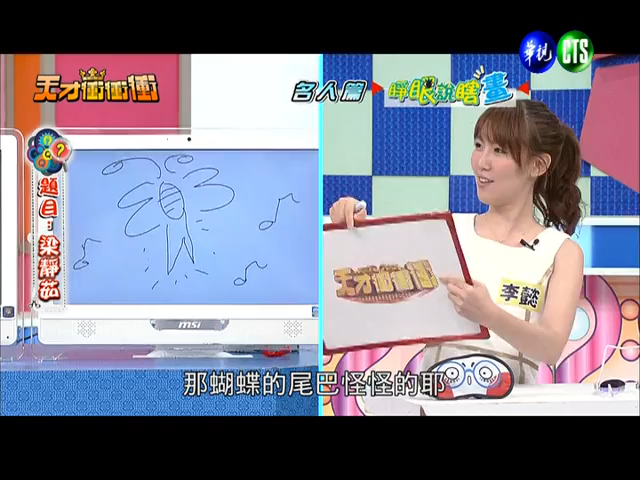 華視 CTS
天才衝衝衝
名人篇 睜眼說瞎畫
?
題目:梁靜茹
天才衝衝衝
李懿
msi
那蝴蝶的尾巴怪怪的耶